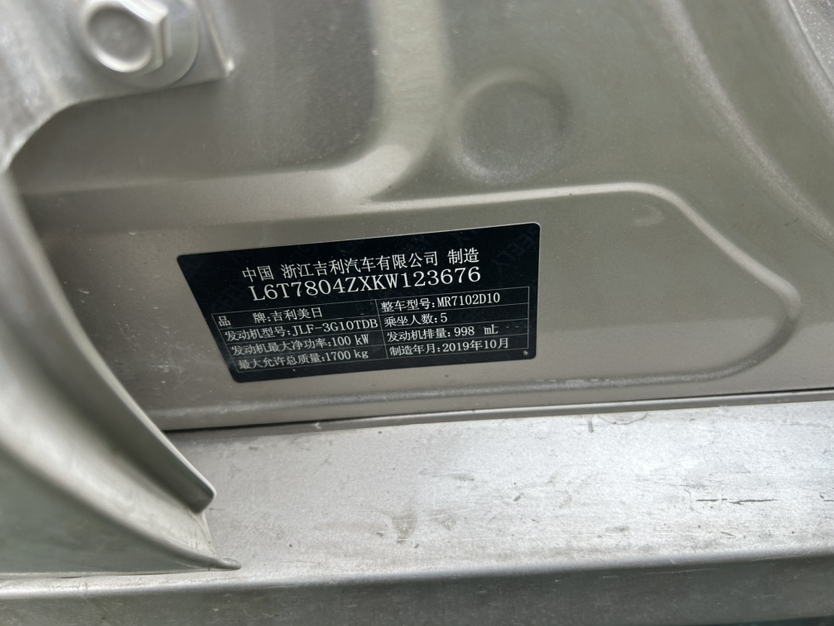 中国 浙江吉利汽车有限公司 制造
L6T7804ZXKW123676
品 牌:吉利美日 整车型号:MR7102D10
发动机型号:JLF-3G10TDB 乘坐人数:5
发动机最大净功率:100 kW 发动机排量:998 mL
最大允许总质量:1700 kg 制造年月:2019年10月